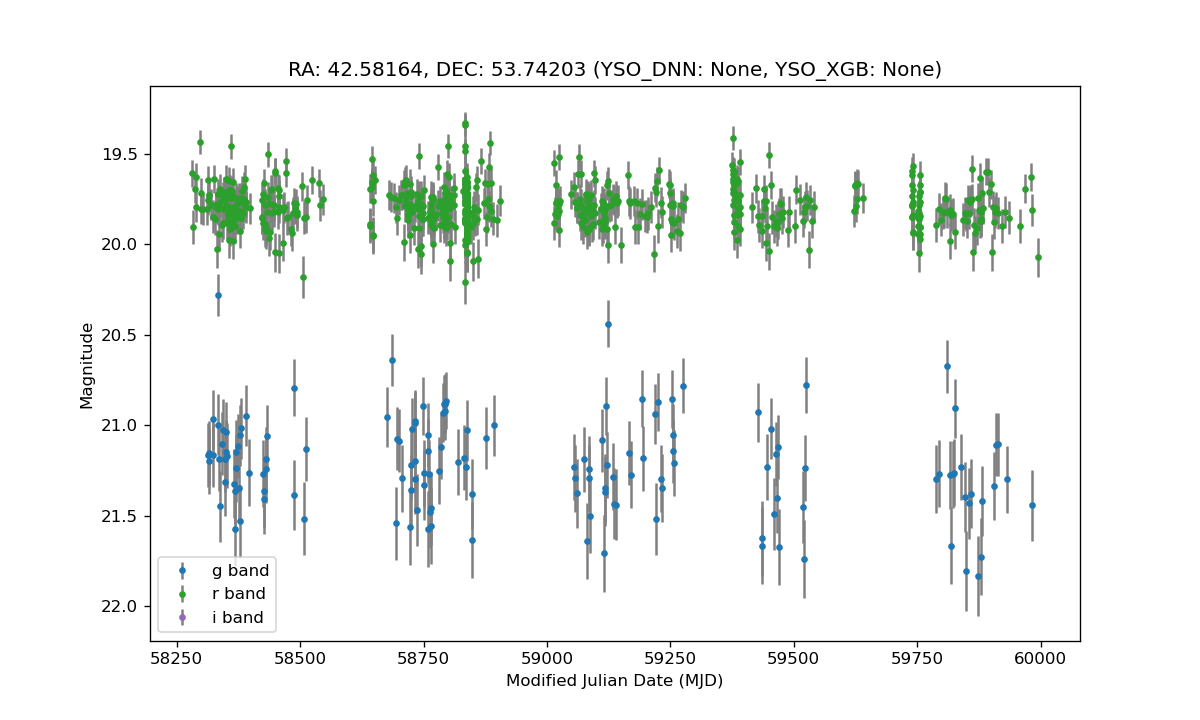 RA: 42.58164, DEC: 53.74203 (YSO_DNN: None, YSO_XGB: None)
19.5
20.0
20.5
21.0
21.5
22.0
Magnitude
g band
r band
i band
58250 58500 58750 59000 59250 59500 59750 60000
Modified Julian Date (MJD)